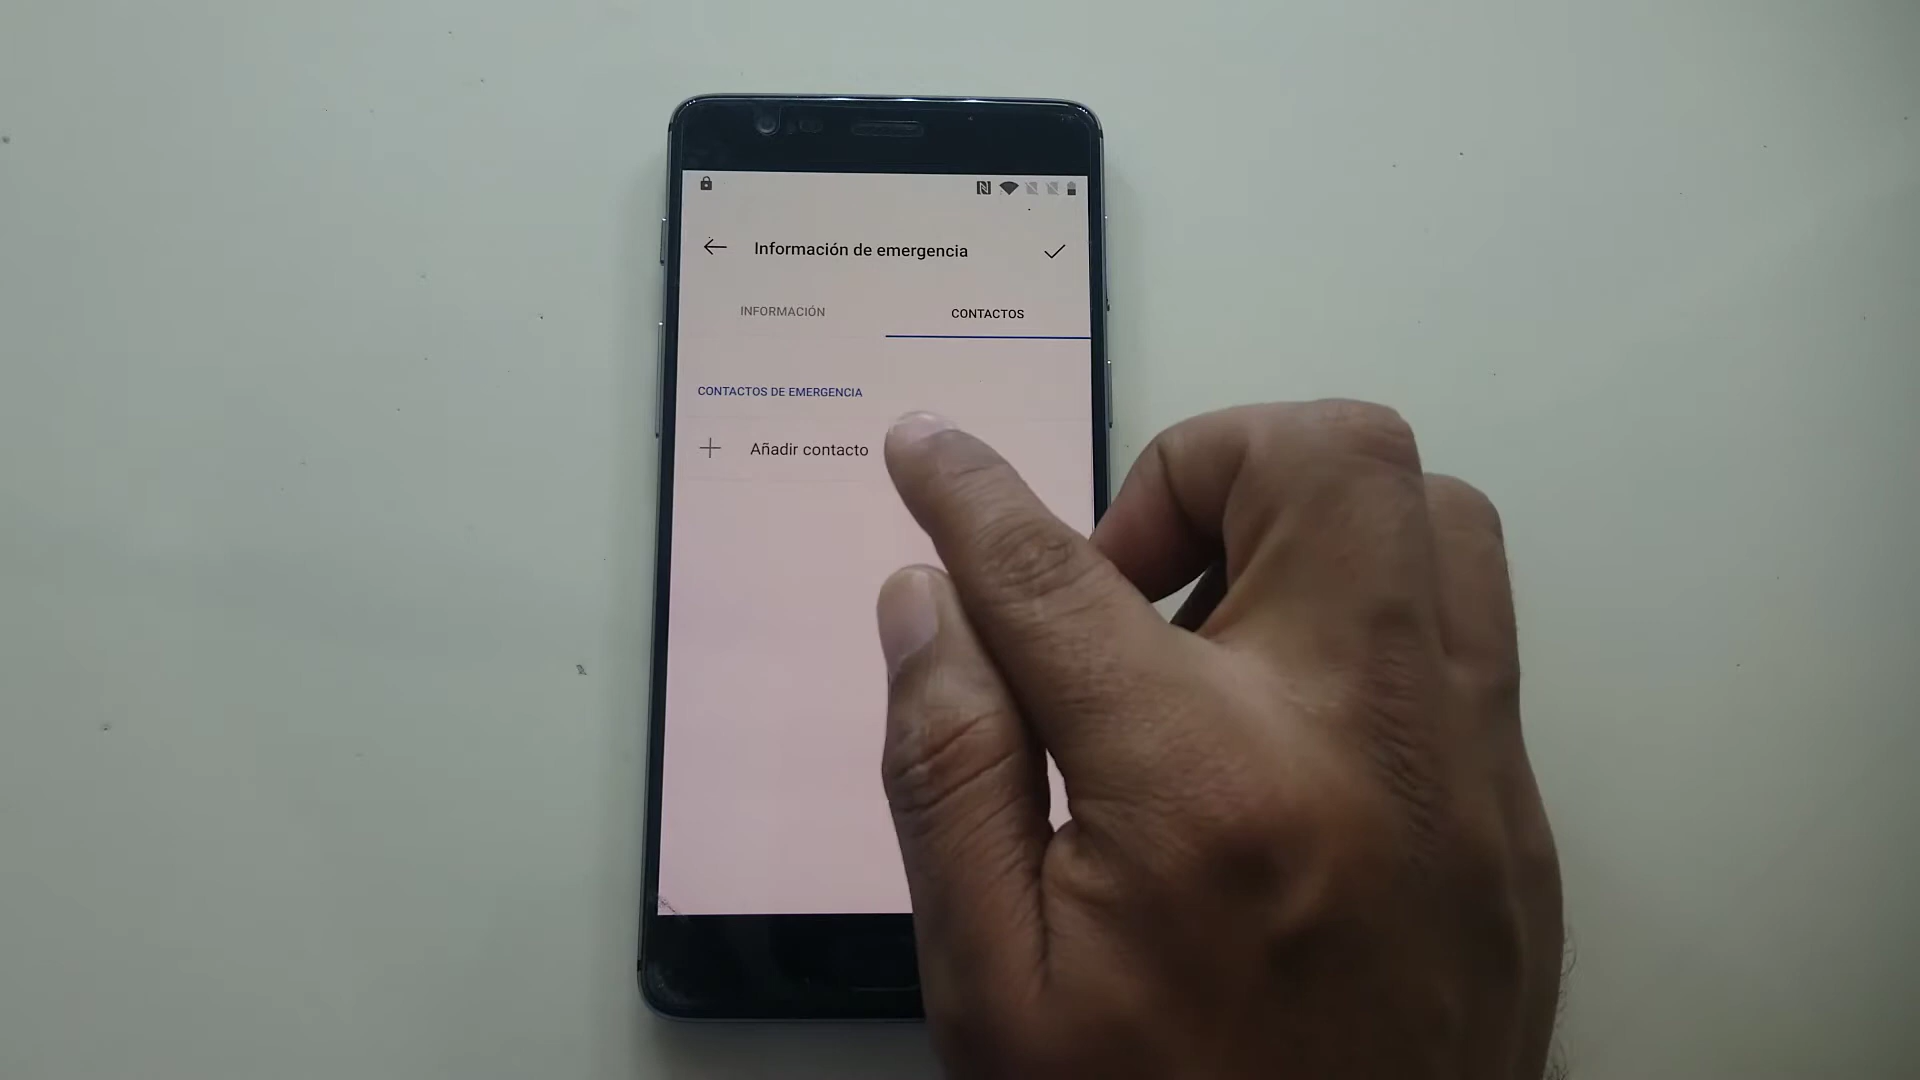 Información de emergencia
INFORMACIÓN
CONTACTOS
CONTACTOS DE EMERGENCIA
Añadir contacto